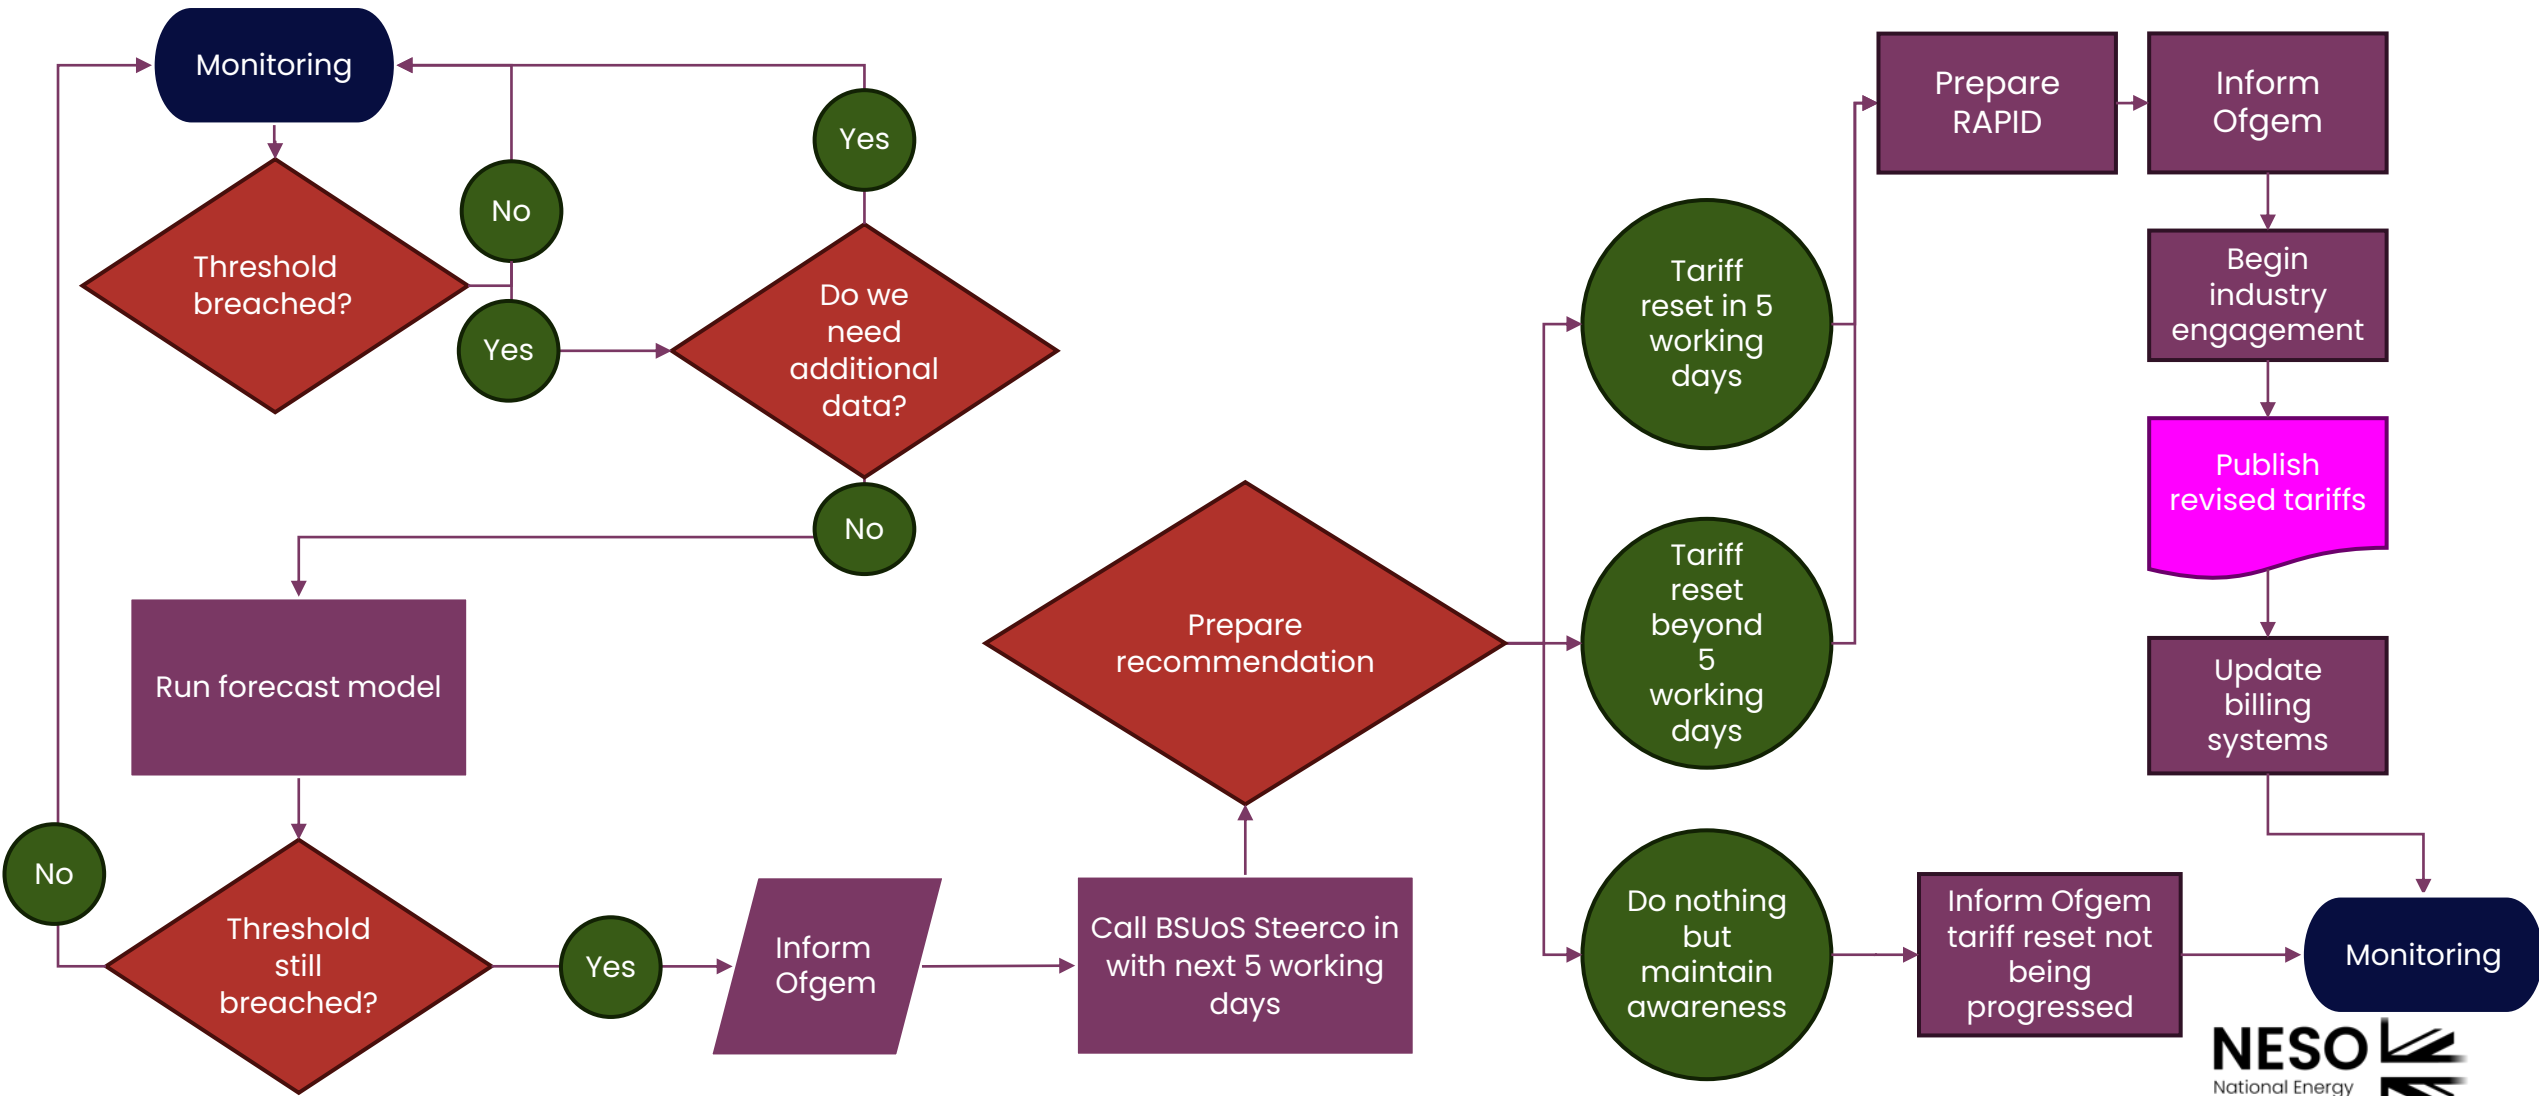 Monitoring
Threshold
breached?
No
Yes
Yes
Do we
need
additional
data?
No
Run forecast model
No
Threshold
still
breached?
Yes
Inform
Ofgem
Call BSUoS Steerco in
with next 5 working
days
Prepare
recommendation
Tariff
reset in 5
working
days
Tariff
reset
beyond
5
working
days
Do nothing
but
maintain
awareness
Prepare
RAPID
Inform
Ofgem
Begin
industry
engagement
Publish
revised tariffs
Update
billing
systems
Inform Ofgem
tariff reset not
being
progressed
Monitoring
NESO
National Energy